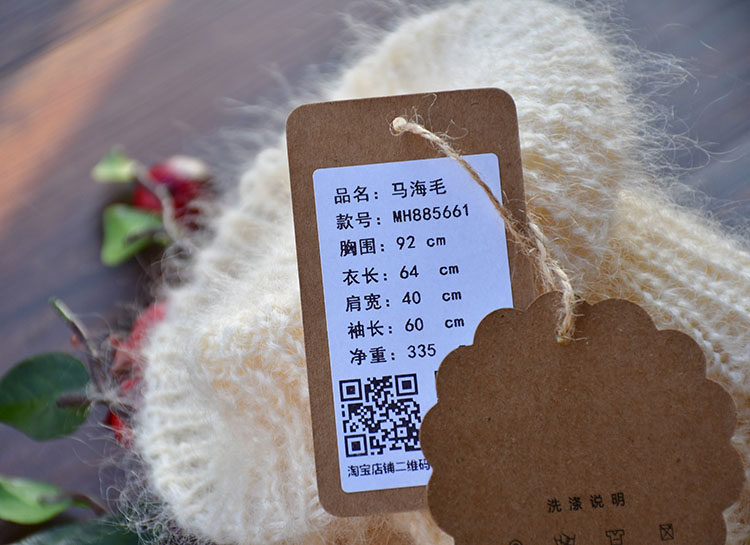 品名：马海毛
款号：MH885661
胸围：92 cm
衣长：64 cm
肩宽：40 cm
袖长：60 cm
净重：335
淘宝店铺二维码
洗涤说明